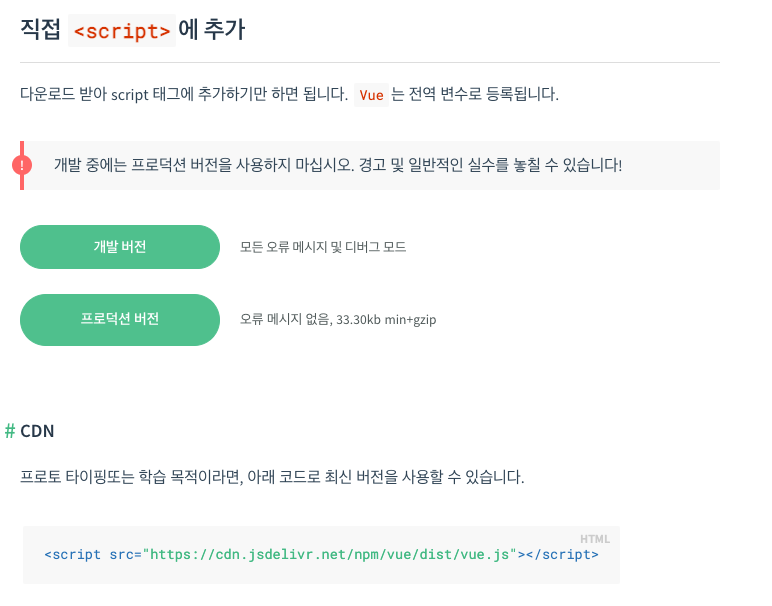 직접 <script> 에 추가
다운로드 받아 script 태그에 추가하기만 하면 됩니다. Vue 는 전역 변수로 등록됩니다.
!
개발 중에는 프로덕션 버전을 사용하지 마십시오. 경고 및 일반적인 실수를 놓칠 수 있습니다!
개발 버전 모든 오류 메시지 및 디버그 모드
프로덕션 버전 오류 메시지 없음, 33.30kb min+gzip
# CDN
프로토 타이핑또는 학습 목적이라면, 아래 코드로 최신 버전을 사용할 수 있습니다.
HTML
<script src="https://cdn.jsdelivr.net/npm/vue/dist/vue.js"></script>